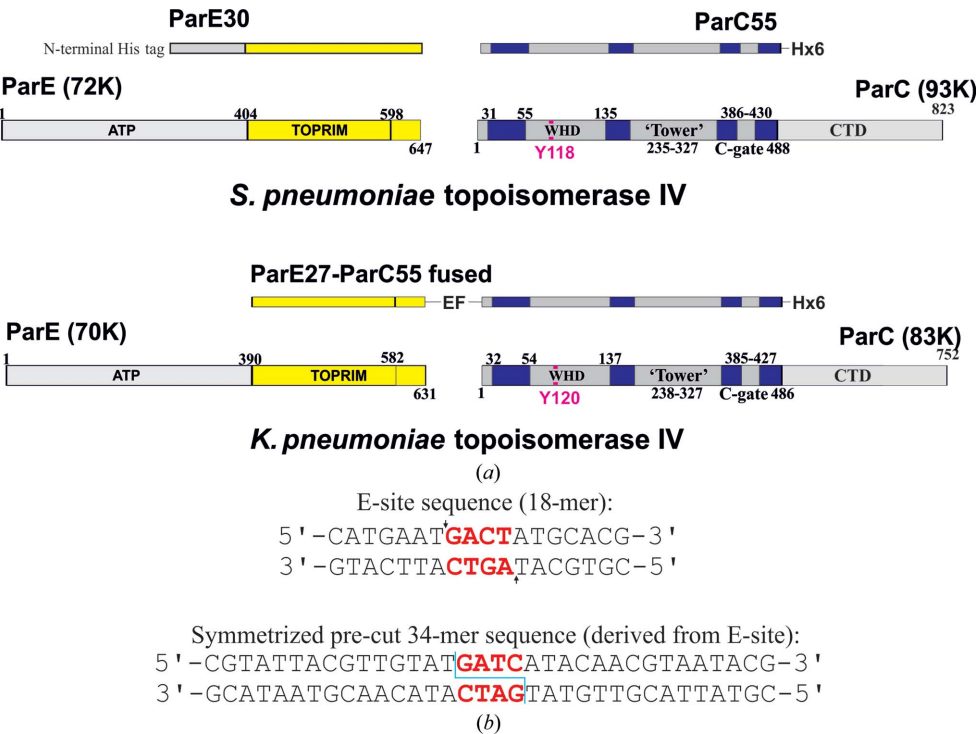 ParE30 ParC55
N-terminal His tag Hx6
ParE (72K) ParC (93K)
1 404 598 31 55 135 386-430 823
ATP TOPRIM WHD ‘Tower’ CTD
647 1 Y118 235-327 C-gate 488
S. pneumoniae topoisomerase IV
ParE27-ParC55 fused
EF Hx6
ParE (70K) ParC (83K)
1 390 582 32 54 137 385-427 752
ATP TOPRIM WHD ‘Tower’ CTD
631 1 Y120 238-327 C-gate 486
K. pneumoniae topoisomerase IV
(a)
E-site sequence (18-mer):
5'-CATGAATGACTATGCACG-3'
3'-GTACTTACTGATACGTGC-5'
Symmetrized pre-cut 34-mer sequence (derived from E-site):
5'-CGTATTACGTTGTATGATCATACAACGTAATACG-3'
3'-GCATAATGCAACATACTAGTATGTTGCATTATGC-5'
(b)